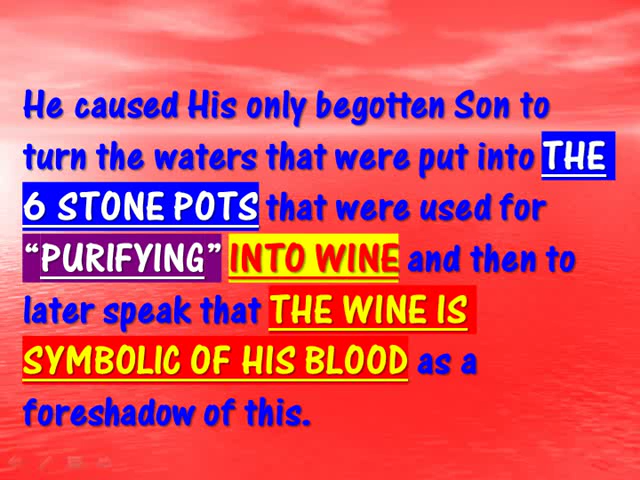 He caused His only begotten Son to
turn the waters that were put into THE
6 STONE POTS that were used for
“PURIFYING” INTO WINE and then to
later speak that THE WINE IS
SYMBOLIC OF HIS BLOOD as a
foreshadow of this.